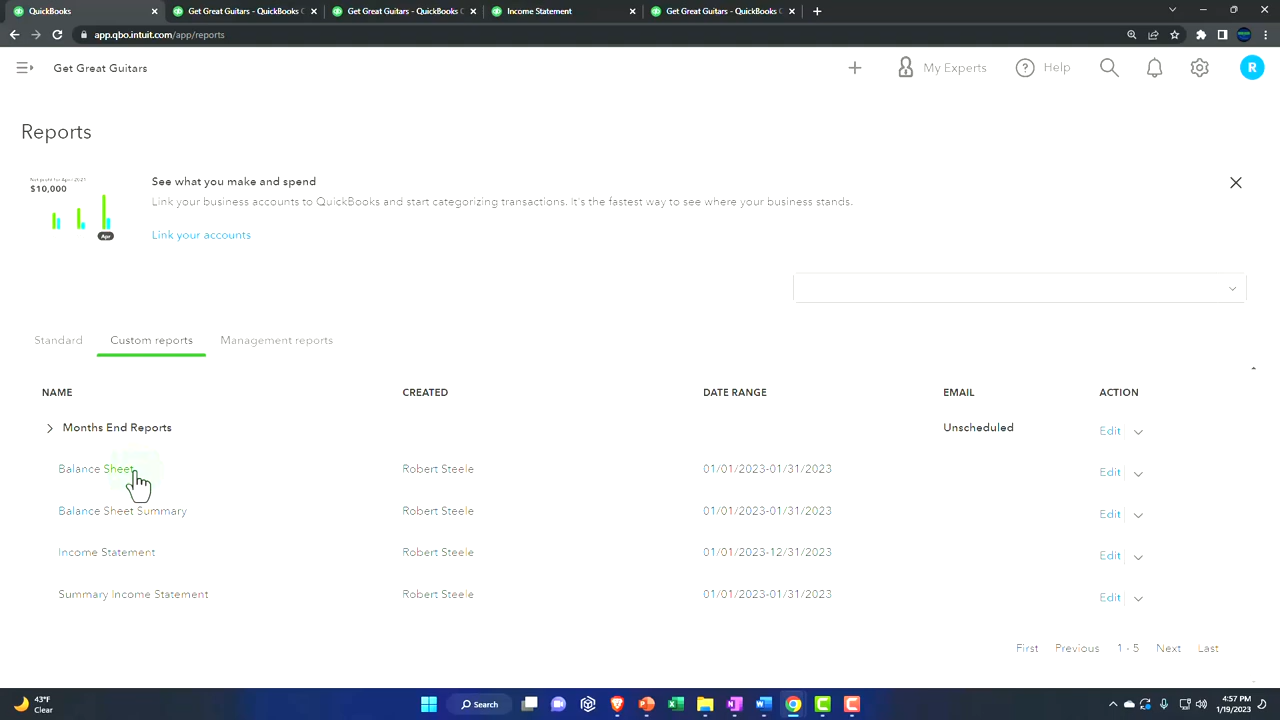 QuickBooks
Get Great Guitars - QuickBooks C
Get Great Guitars - QuickBooks C
Income Statement
Get Great Guitars - QuickBooks C
app.qbo.intuit.com/app/reports
Get Great Guitars
My Experts
Help
R
Reports
$10,000
Apr
See what you make and spend
Link your business accounts to QuickBooks and start categorizing transactions. It's the fastest way to see where your business stands.
Link your accounts
Standard Custom reports Management reports
NAME CREATED DATE RANGE EMAIL ACTION
Months End Reports Unscheduled Edit
Balance Sheet Robert Steele 01/01/2023-01/31/2023 Edit
Balance Sheet Summary Robert Steele 01/01/2023-01/31/2023 Edit
Income Statement Robert Steele 01/01/2023-12/31/2023 Edit
Summary Income Statement Robert Steele 01/01/2023-01/31/2023 Edit
First Previous 1 - 5 Next Last
43°F
Clear
Search
4:57 PM
1/19/2023